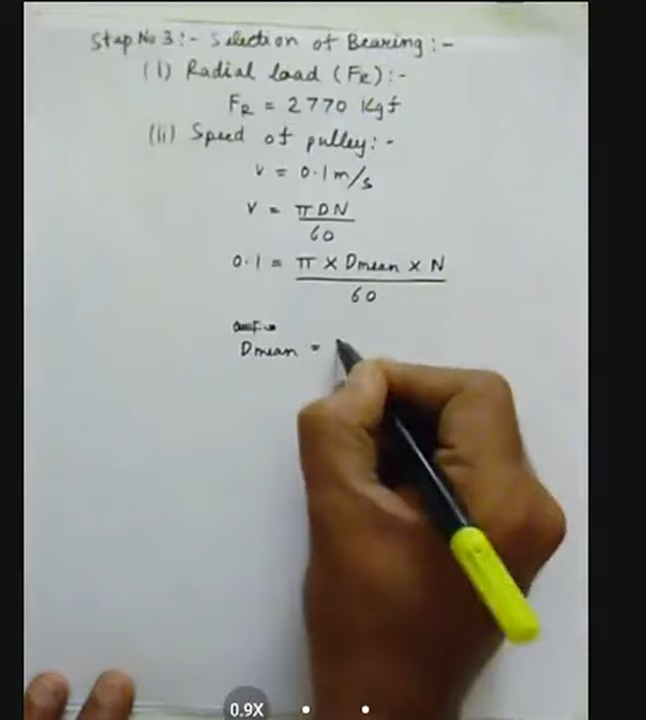 Step No 3:- Selection of Bearing:-
(i) Radial load (FR):-
FR = 2770 Kgf
(ii) Speed of pulley:-
v = 0.1 m/s
v = πDN
60
0.1 = π × Dmean × N
60
Dmean =
0.9X